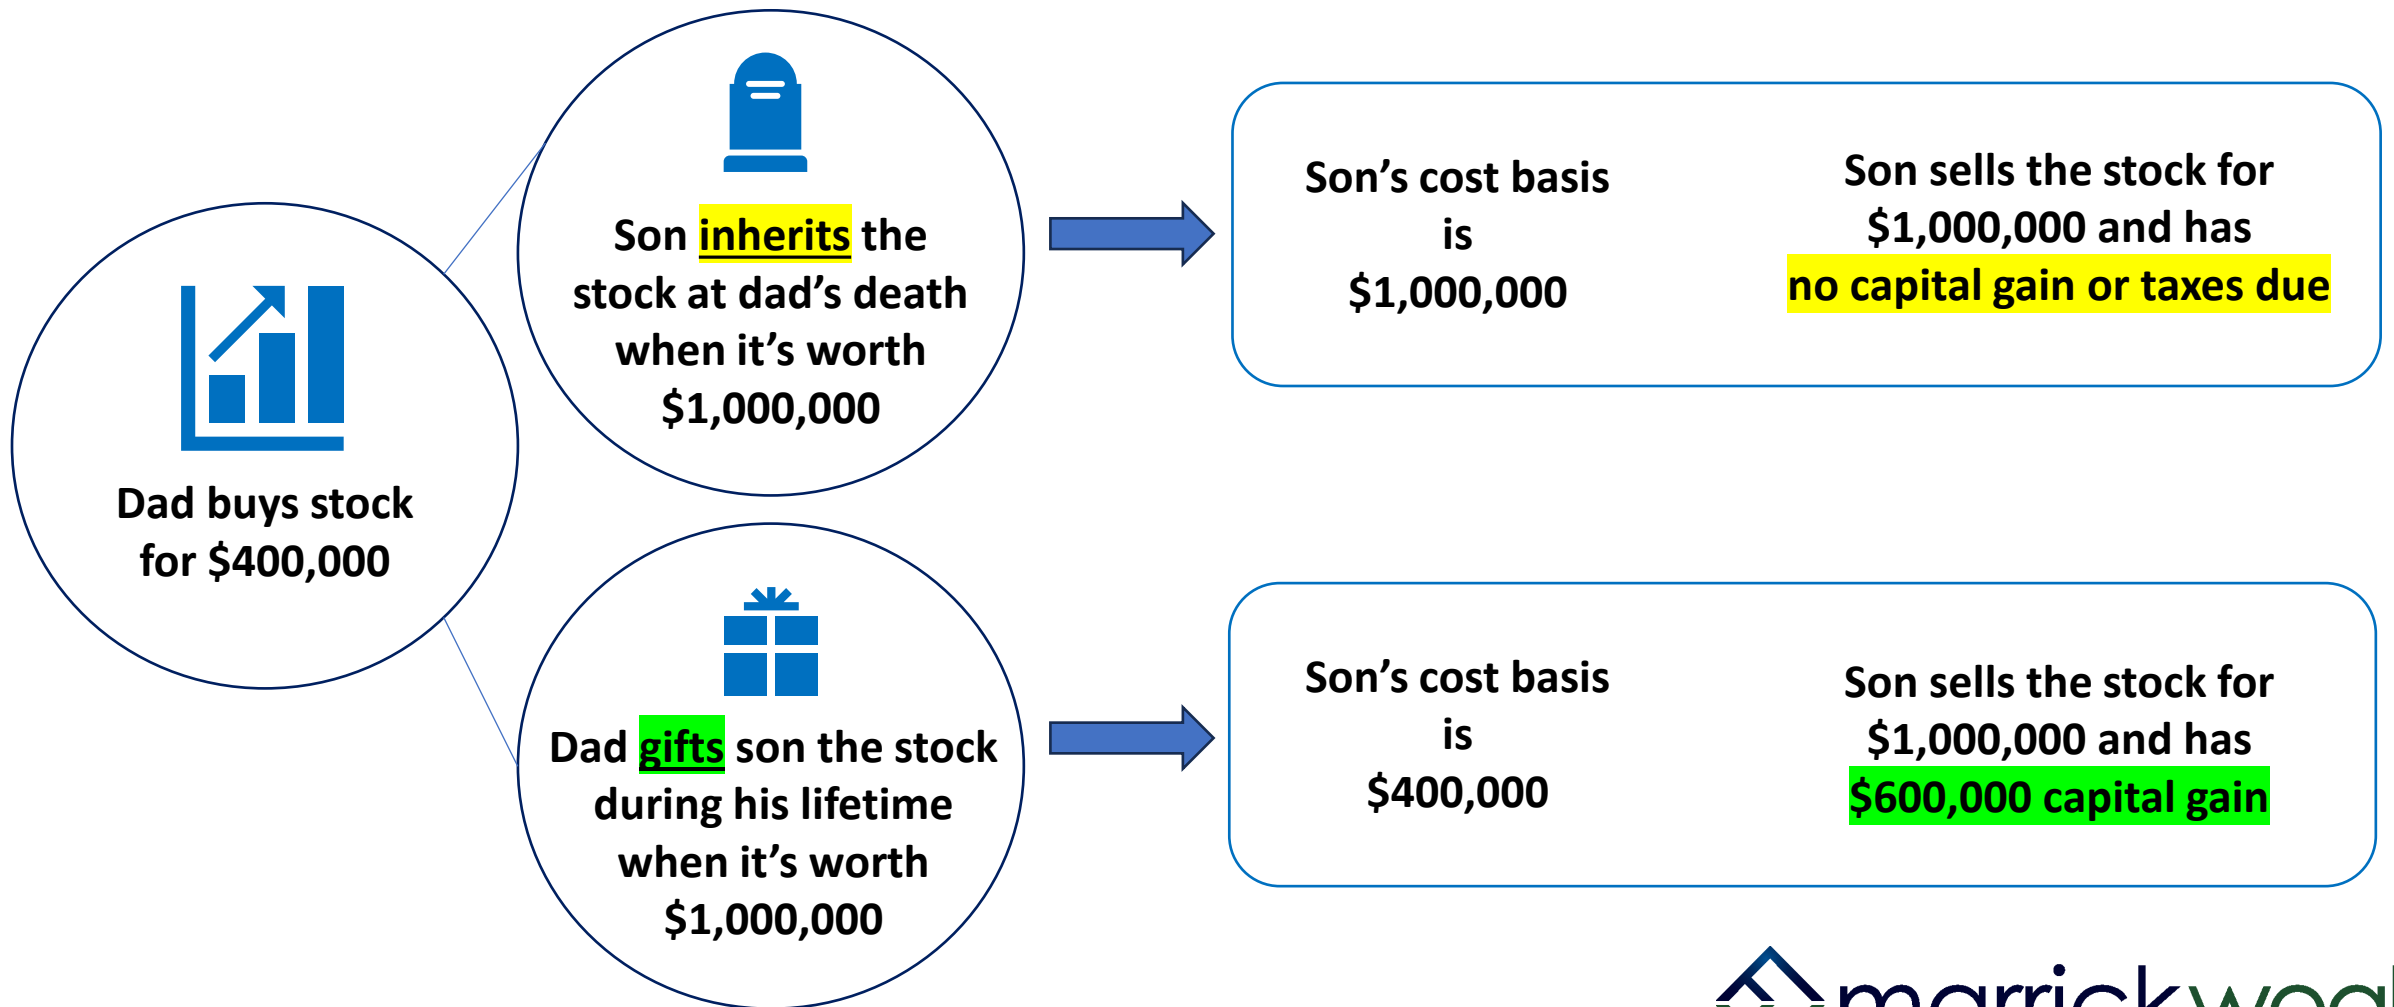 Dad buys stock
for $400,000
Son inherits the
stock at dad's death
when it's worth
$1,000,000
Son's cost basis
is
$1,000,000
Son sells the stock for
$1,000,000 and has
no capital gain or taxes due
Dad gifts son the stock
during his lifetime
when it's worth
$1,000,000
Son's cost basis
is
$400,000
Son sells the stock for
$1,000,000 and has
$600,000 capital gain
marrick